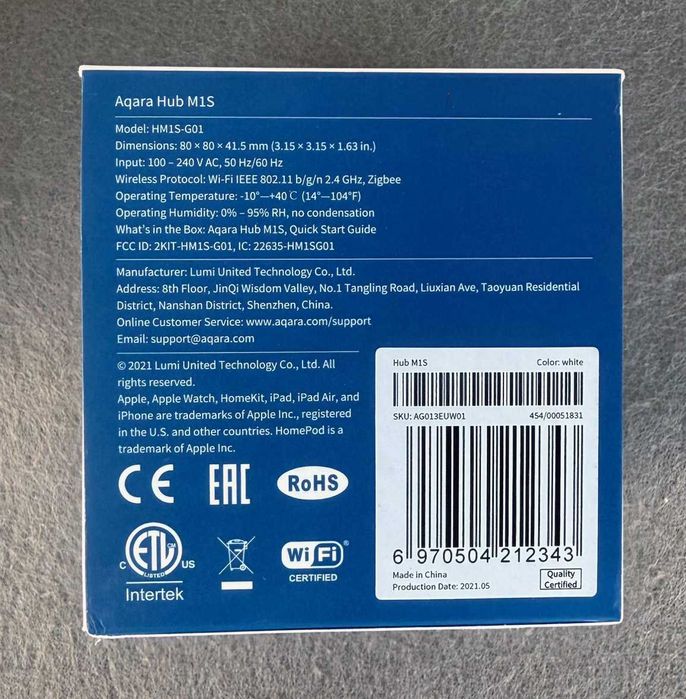 Aqara Hub M1S
Model: HM1S-G01
Dimensions: 80 × 80 × 41.5 mm (3.15 × 3.15 × 1.63 in.)
Input: 100 – 240 V AC, 50 Hz/60 Hz
Wireless Protocol: Wi-Fi IEEE 802.11 b/g/n 2.4 GHz, Zigbee
Operating Temperature: -10°—+40℃ (14°—104°F)
Operating Humidity: 0% – 95% RH, no condensation
What's in the Box: Aqara Hub M1S, Quick Start Guide
FCC ID: 2KIT-HM1S-G01, IC: 22635-HM1SG01
Manufacturer: Lumi United Technology Co., Ltd.
Address: 8th Floor, JinQi Wisdom Valley, No.1 Tangling Road, Liuxian Ave, Taoyuan Residential
District, Nanshan District, Shenzhen, China.
Online Customer Service: www.aqara.com/support
Email: support@aqara.com
© 2021 Lumi United Technology Co., Ltd. All
rights reserved.
Apple, Apple Watch, HomeKit, iPad, iPad Air, and
iPhone are trademarks of Apple Inc., registered
in the U.S. and other countries. HomePod is a
trademark of Apple Inc.
CE EAC RoHS
C ETL CM LISTED US
Intertek
Wi Fi ®
CERTIFIED
Hub M1S Color: white
SKU: AG013EUW01 454/00051831
6 970504 212343
Made in China
Production Date: 2021.05
Quality
Certified